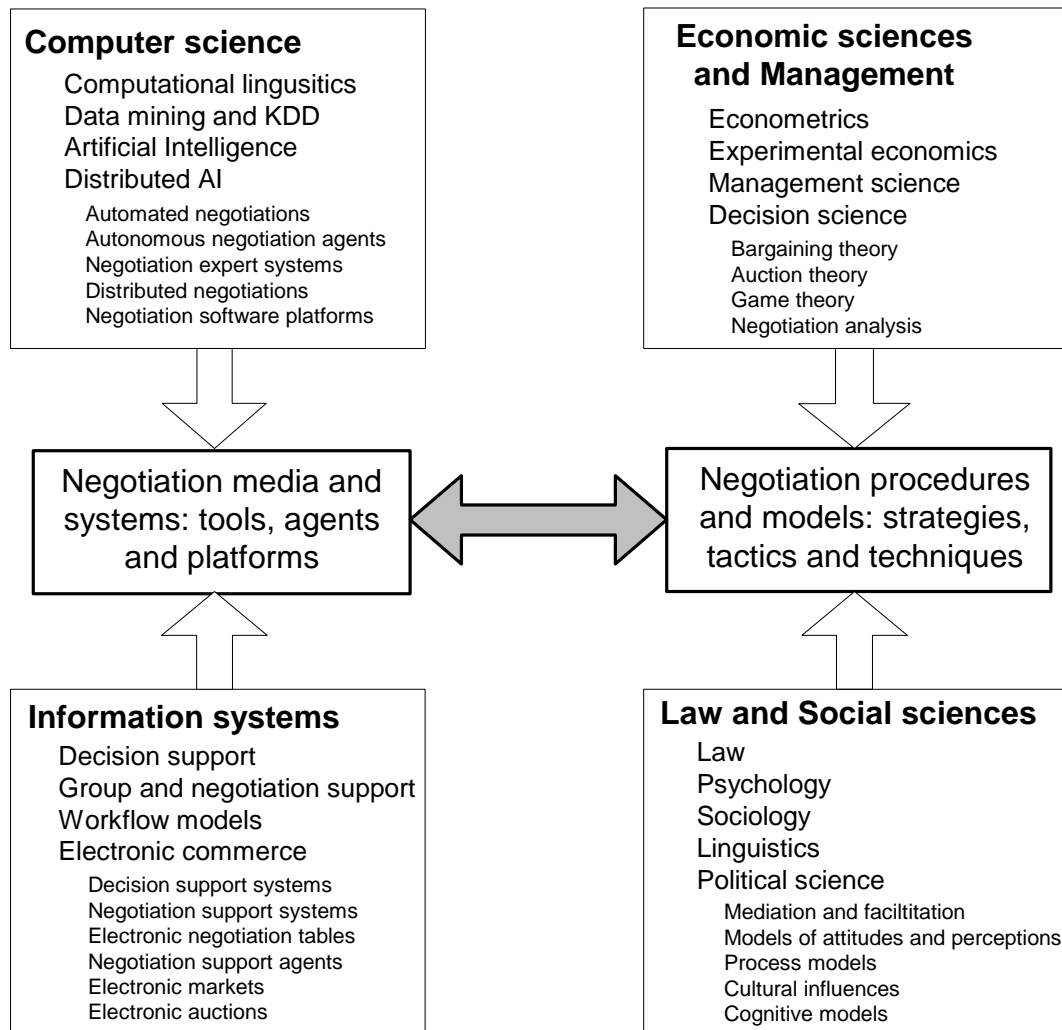 Computer science
Computational lingusitics
Data mining and KDD
Artificial Intelligence
Distributed AI
Automated negotiations
Autonomous negotiation agents
Negotiation expert systems
Distributed negotiations
Negotiation software platforms
Economic sciences
and Management
Econometrics
Experimental economics
Management science
Decision science
Bargaining theory
Auction theory
Game theory
Negotiation analysis
Negotiation media and
systems: tools, agents
and platforms
Negotiation procedures
and models: strategies,
tactics and techniques
Information systems
Decision support
Group and negotiation support
Workflow models
Electronic commerce
Decision support systems
Negotiation support systems
Electronic negotiation tables
Negotiation support agents
Electronic markets
Electronic auctions
Law and Social sciences
Law
Psychology
Sociology
Linguistics
Political science
Mediation and faciltitation
Models of attitudes and perceptions
Process models
Cultural influences
Cognitive models